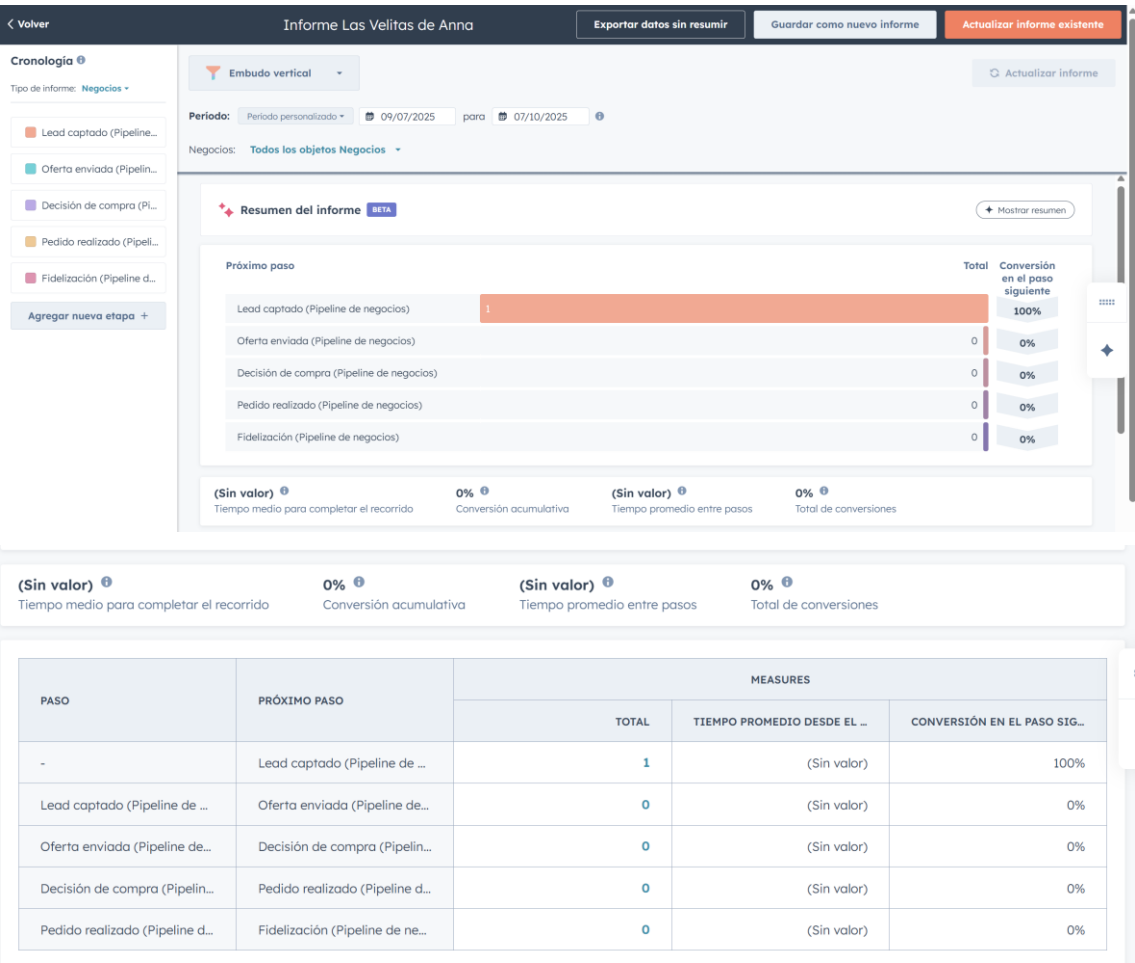 Volver
Informe Las Velitas de Anna
Exportar datos sin resumir
Guardar como nuevo informe
Actualizar informe existente
Cronología
Tipo de informe: Negocios
Lead captado (Pipeline...
Oferta enviada (Pipelin...
Decisión de compra (Pi...
Pedido realizado (Pipeli...
Fidelización (Pipeline d...
Agregar nueva etapa +
Embudo vertical
Actualizar informe
Periodo: Periodo personalizado 09/07/2025 para 07/10/2025
Negocios: Todos los objetos Negocios
Resumen del informe BETA
Mostrar resumen
Próximo paso
Total
Conversión
en el paso
siguiente
Lead captado (Pipeline de negocios) 1 100%
Oferta enviada (Pipeline de negocios) 0 0%
Decisión de compra (Pipeline de negocios) 0 0%
Pedido realizado (Pipeline de negocios) 0 0%
Fidelización (Pipeline de negocios) 0 0%
(Sin valor) 0% (Sin valor) 0%
Tiempo medio para completar el recorrido Conversión acumulativa Tiempo promedio entre pasos Total de conversiones
(Sin valor) 0% (Sin valor) 0%
Tiempo medio para completar el recorrido Conversión acumulativa Tiempo promedio entre pasos Total de conversiones
MEASURES
PASO PRÓXIMO PASO
TOTAL TIEMPO PROMEDIO DESDE EL ... CONVERSIÓN EN EL PASO SIG...
- Lead captado (Pipeline de ... 1 (Sin valor) 100%
Lead captado (Pipeline de ... Oferta enviada (Pipeline de... 0 (Sin valor) 0%
Oferta enviada (Pipeline de... Decisión de compra (Pipelin... 0 (Sin valor) 0%
Decisión de compra (Pipelin... Pedido realizado (Pipeline d... 0 (Sin valor) 0%
Pedido realizado (Pipeline d... Fidelización (Pipeline de ne... 0 (Sin valor) 0%